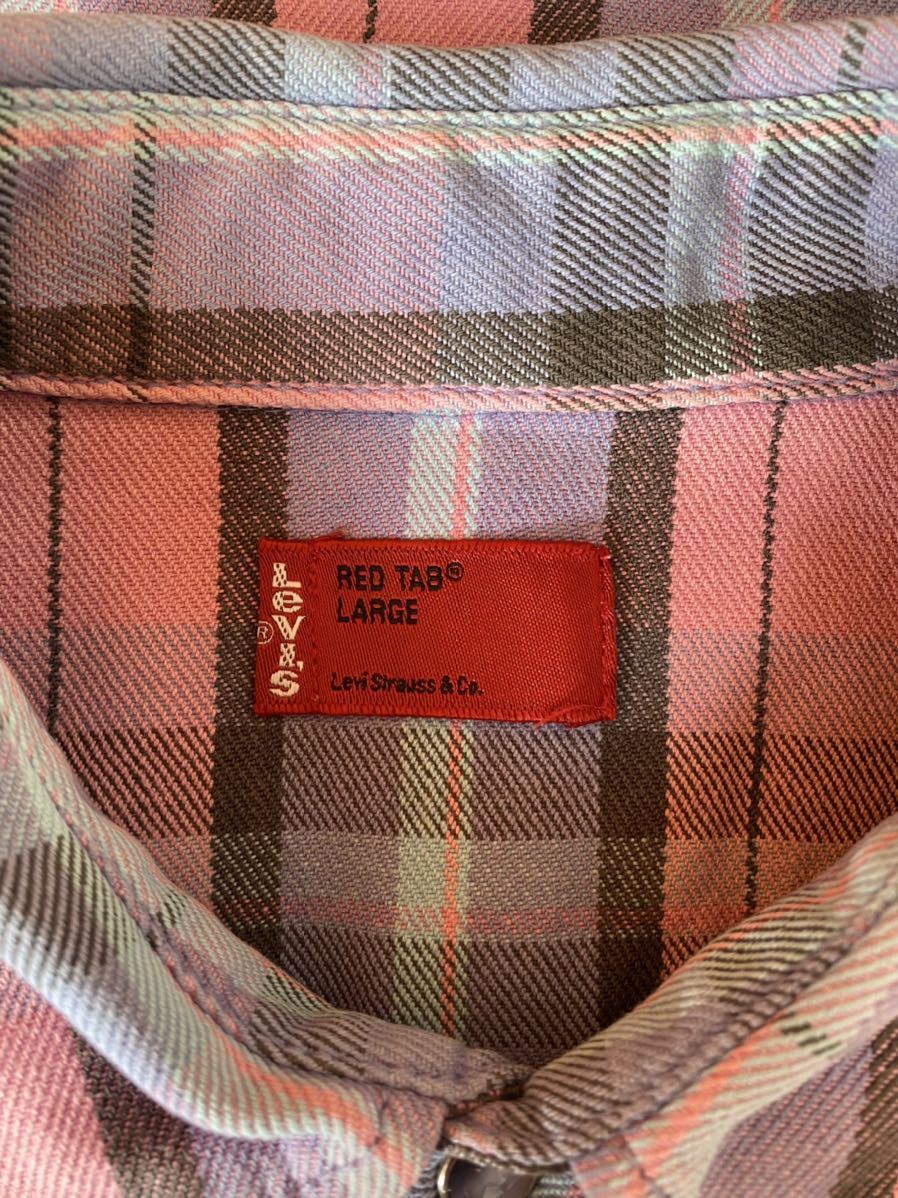 LEVI'S
®
RED TAB®
LARGE
Levi Strauss & Co.